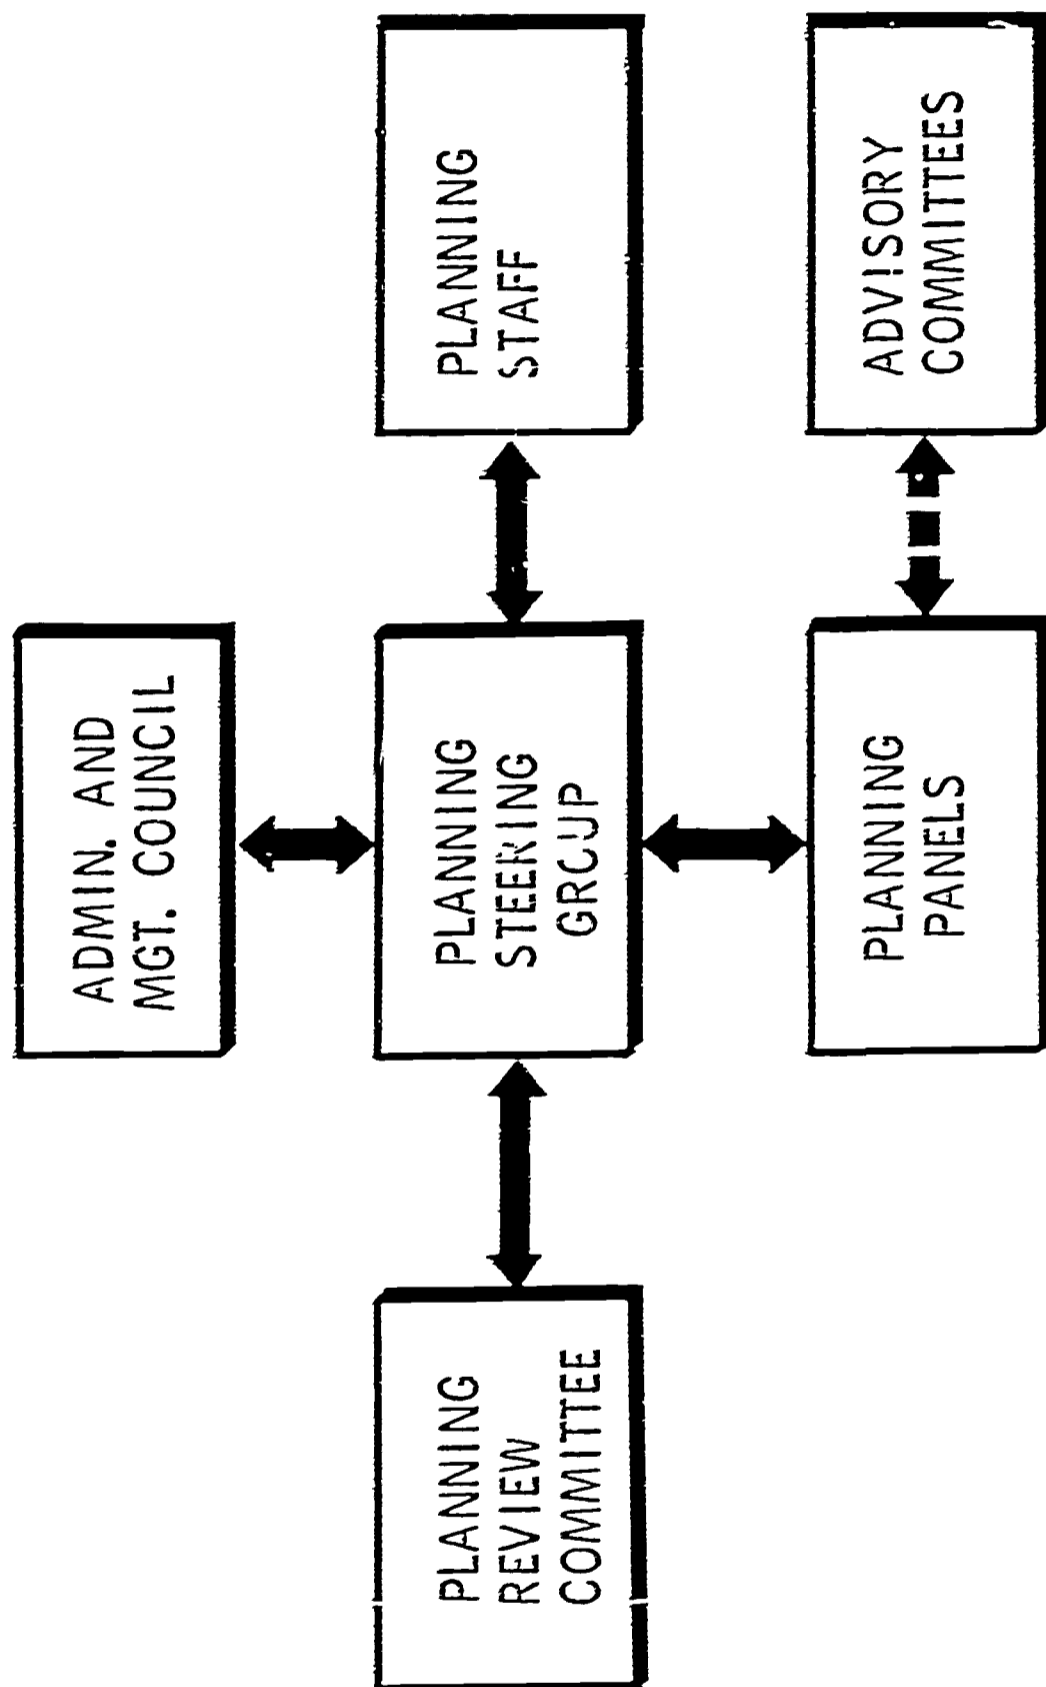 ADMIN. AND
MGT. COUNCIL
PLANNING
REVIEW
COMMITTEE
PLANNING
STEERING
GROUP
PLANNING
STAFF
PLANNING
PANELS
ADVISORY
COMMITTEES